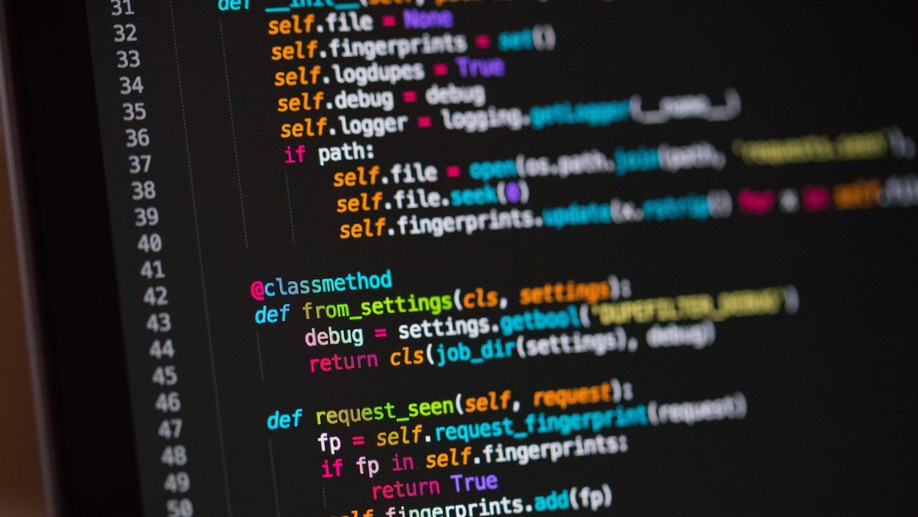 31 def __init__(self,
32 self.file = None
33 self.fingerprints = set()
34 self.logdupes = True
35 self.debug = debug
36 self.logger = logging.getLogger(__name__)
37 if path:
38 self.file = open(os.path.join(path, 'requests.seen'),
39 self.file.seek(0)
40 self.fingerprints.update(x.rstrip() for x in self.
41
42 @classmethod
43 def from_settings(cls, settings):
44 debug = settings.getbool('DUPEFILTER_DEBUG')
45 return cls(job_dir(settings), debug)
46
47 def request_seen(self, request):
48 fp = self.request_fingerprint(request)
49 if fp in self.fingerprints:
50 return True
self.fingerprints.add(fp)